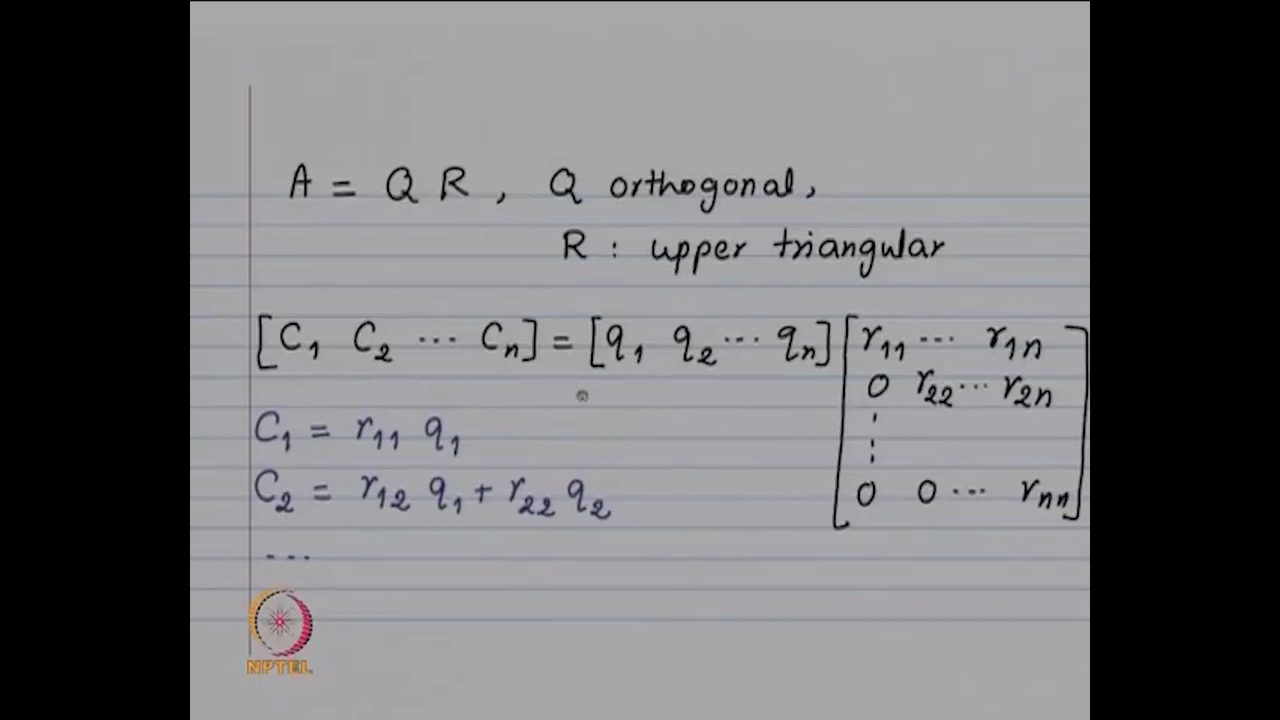 A = Q R , Q orthogonal,
R : upper triangular
[C₁ C₂ ⋯ Cₙ] = [q₁ q₂ ⋯ qₙ] [r₁₁ ⋯ r₁ₙ
0 r₂₂ ⋯ r₂ₙ
⋮
0 0 ⋯ rₙₙ]
C₁ = r₁₁ q₁
C₂ = r₁₂ q₁ + r₂₂ q₂
⋯
NPTEL